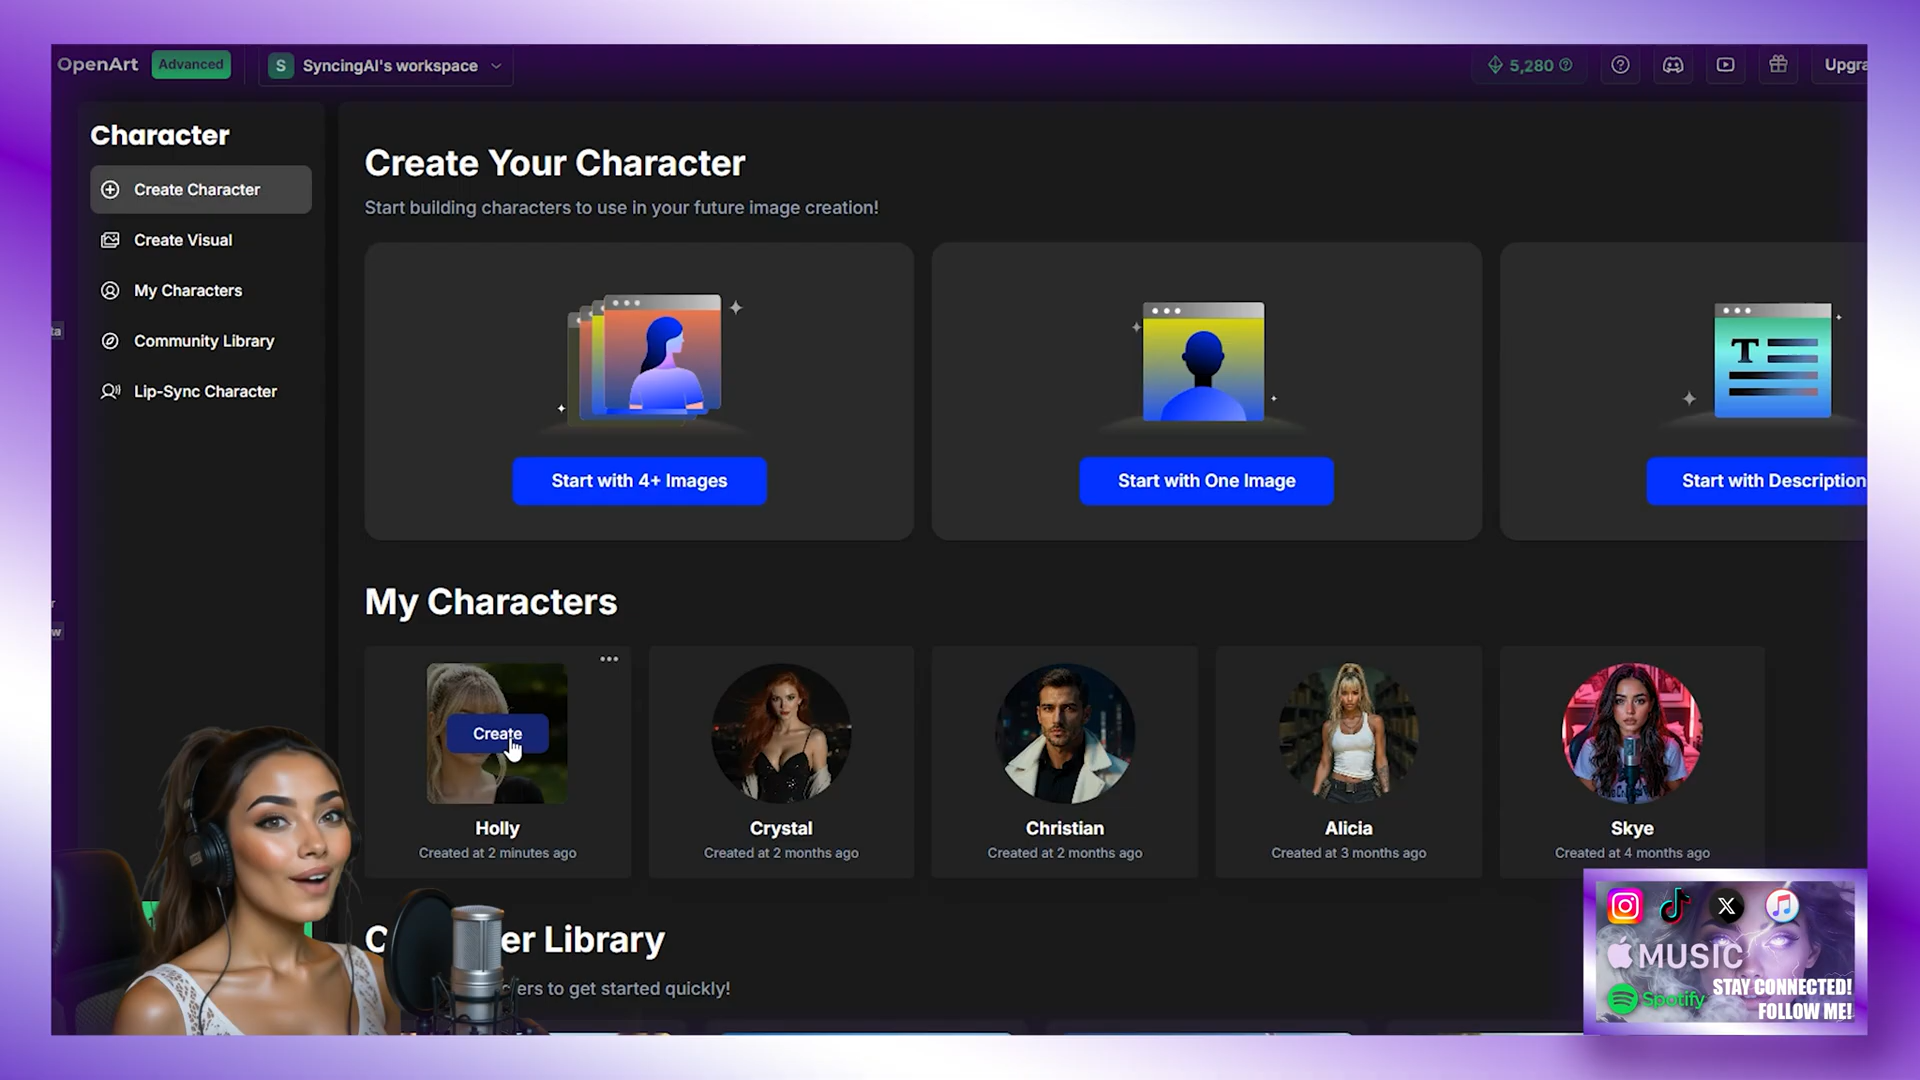 OpenArt
Advanced
S
SyncingAI's workspace
5,280
Upgra
Character
Create Character
Create Visual
My Characters
Community Library
Lip-Sync Character
ta
w
Create Your Character
Start building characters to use in your future image creation!
T
Start with 4+ Images
Start with One Image
Start with Description
My Characters
Create
Holly
Created at 2 minutes ago
Crystal
Created at 2 months ago
Christian
Created at 2 months ago
Alicia
Created at 3 months ago
Skye
Created at 4 months ago
C
er Library
ers to get started quickly!
MUSIC
STAY CONNECTED!
Spotify
FOLLOW ME!